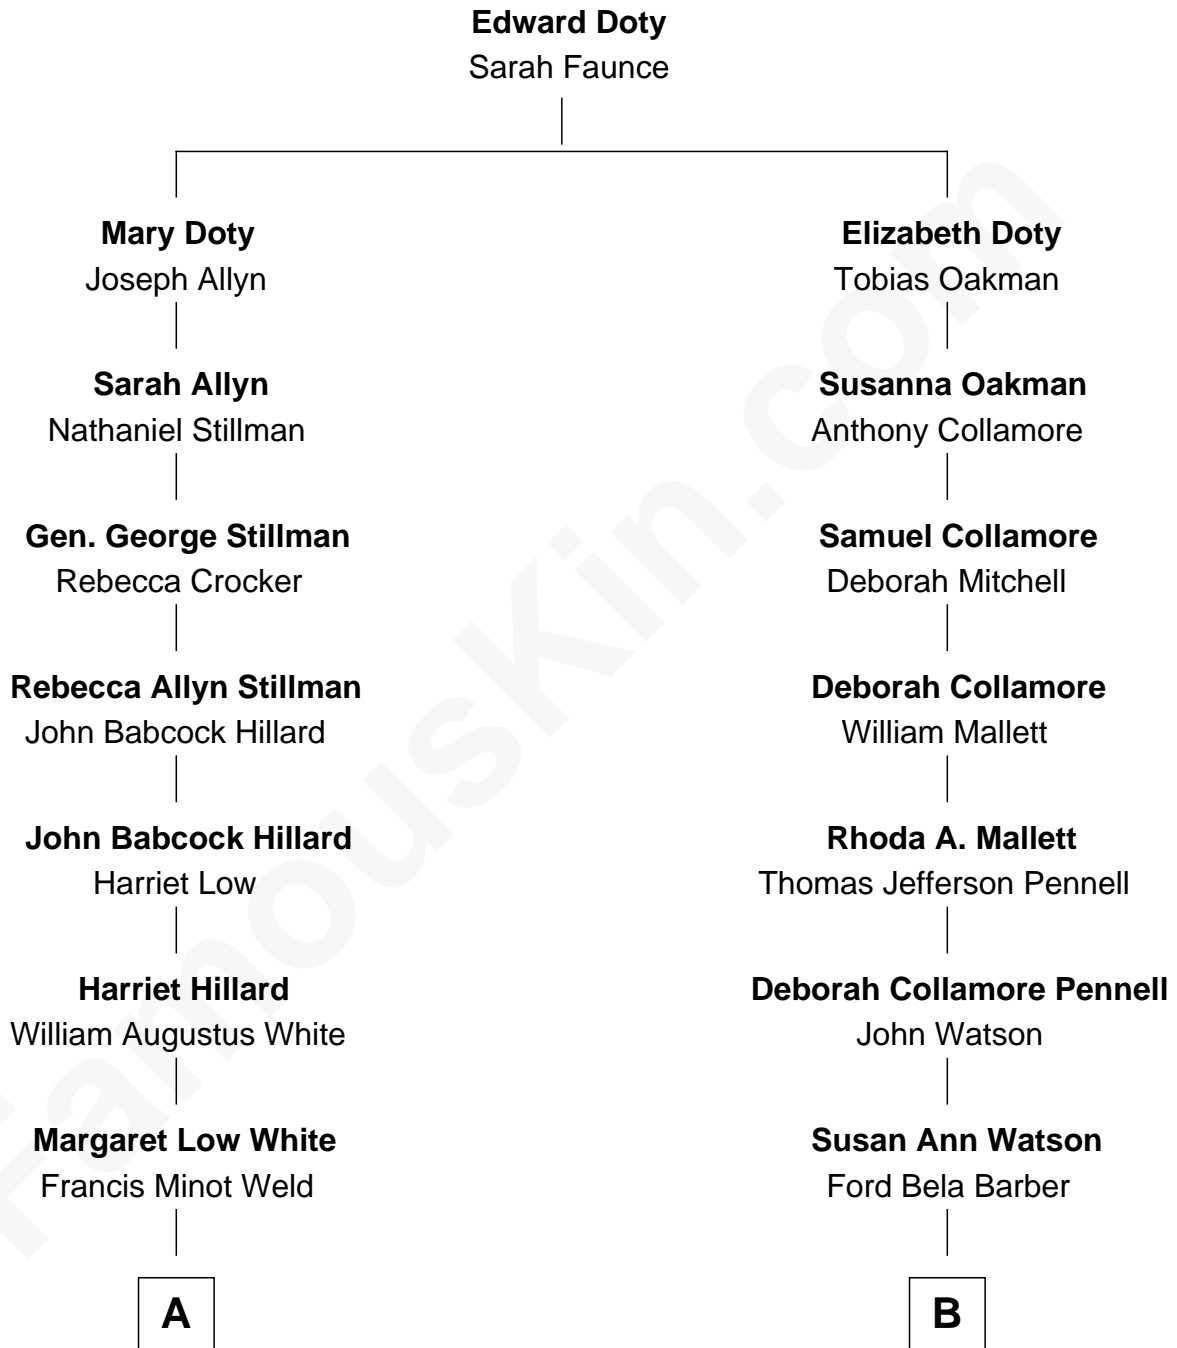 Edward Doty
Sarah Faunce
Mary Doty
Joseph Allyn
Elizabeth Doty
Tobias Oakman
Sarah Allyn
Nathaniel Stillman
Susanna Oakman
Anthony Collamore
Gen. George Stillman
Rebecca Crocker
Samuel Collamore
Deborah Mitchell
Rebecca Allyn Stillman
John Babcock Hillard
Deborah Collamore
William Mallett
John Babcock Hillard
Harriet Low
Rhoda A. Mallett
Thomas Jefferson Pennell
Harriet Hillard
William Augustus White
Deborah Collamore Pennell
John Watson
Margaret Low White
Francis Minot Weld
Susan Ann Watson
Ford Bela Barber
A
B
FamousKin.com